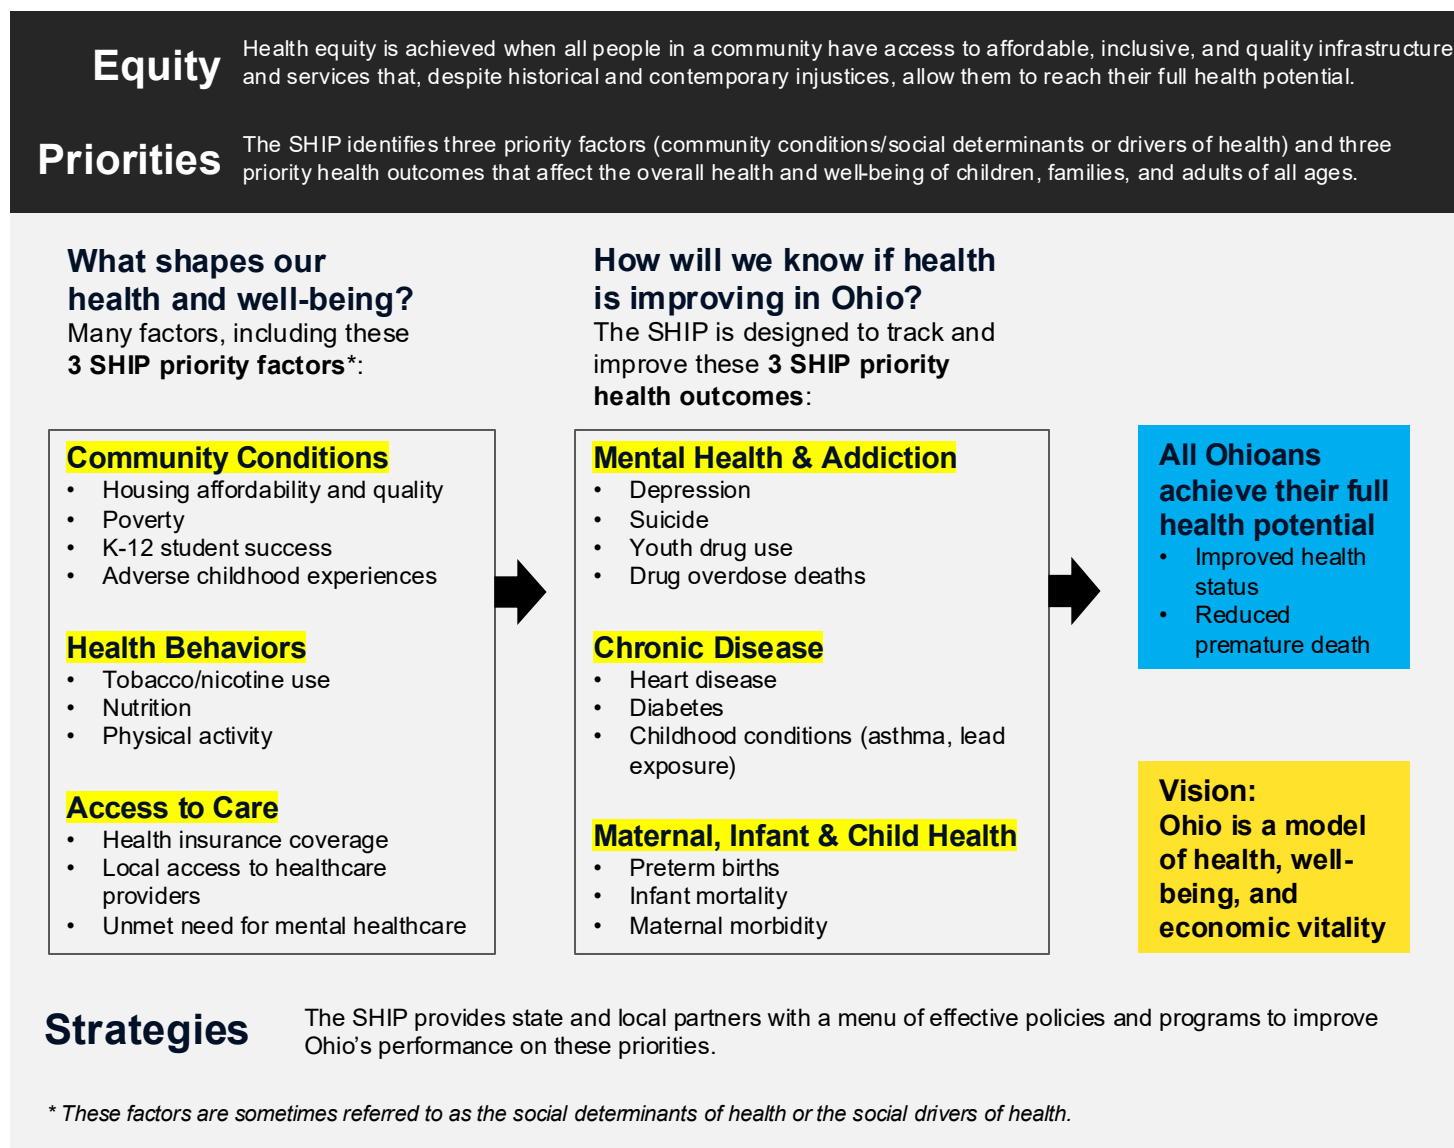 Equity
Health equity is achieved when all people in a community have access to affordable, inclusive, and quality infrastructure
and services that, despite historical and contemporary injustices, allow them to reach their full health potential.
Priorities
The SHIP identifies three priority factors (community conditions/social determinants or drivers of health) and three
priority health outcomes that affect the overall health and well-being of children, families, and adults of all ages.
What shapes our
health and well-being?
Many factors, including these
3 SHIP priority factors*:
Community Conditions
• Housing affordability and quality
• Poverty
• K-12 student success
• Adverse childhood experiences
Health Behaviors
• Tobacco/nicotine use
• Nutrition
• Physical activity
Access to Care
• Health insurance coverage
• Local access to healthcare
providers
• Unmet need for mental healthcare
How will we know if health
is improving in Ohio?
The SHIP is designed to track and
improve these 3 SHIP priority
health outcomes:
Mental Health & Addiction
• Depression
• Suicide
• Youth drug use
• Drug overdose deaths
Chronic Disease
• Heart disease
• Diabetes
• Childhood conditions (asthma, lead
exposure)
Maternal, Infant & Child Health
• Preterm births
• Infant mortality
• Maternal morbidity
All Ohioans
achieve their full
health potential
• Improved health
status
• Reduced
premature death
Vision:
Ohio is a model
of health, well-
being, and
economic vitality
Strategies
The SHIP provides state and local partners with a menu of effective policies and programs to improve
Ohio's performance on these priorities.
* These factors are sometimes referred to as the social determinants of health or the social drivers of health.